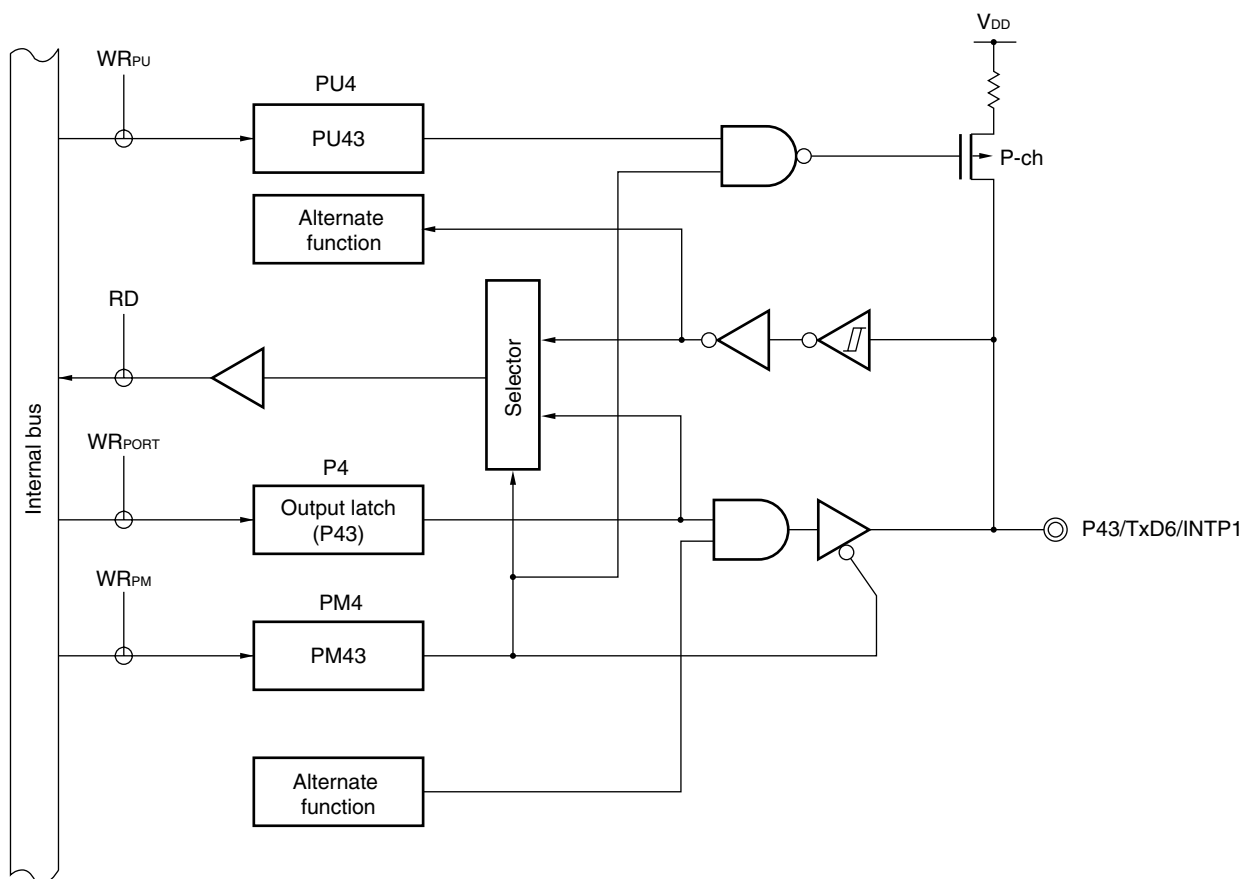 VDD
WRPU
PU4
PU43
P-ch
Alternate
function
RD
Selector
Internal bus
WRPORT
P4
Output latch
(P43)
P43/TxD6/INTP1
WRPM
PM4
PM43
Alternate
function